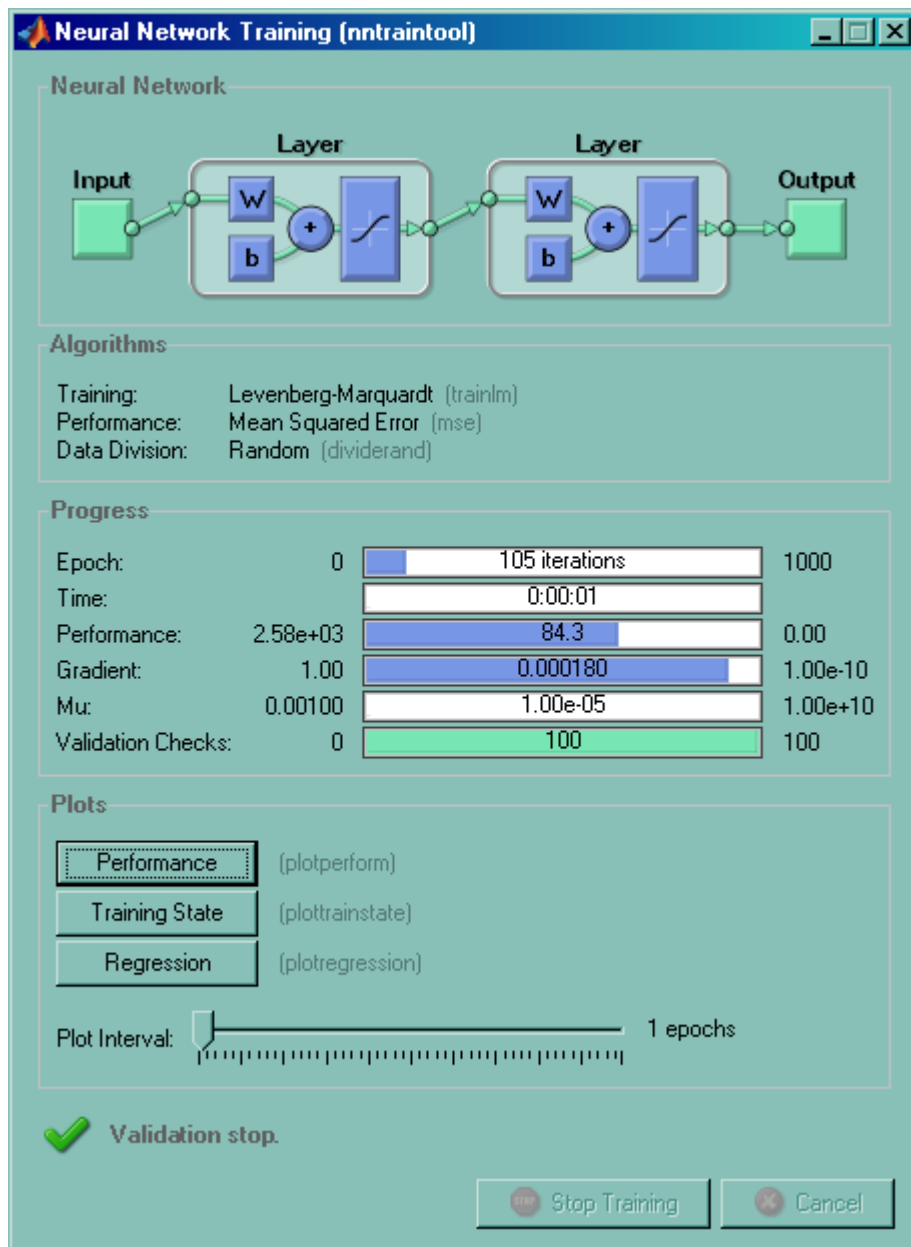 Neural Network Training (nntraintool)
Neural Network
Layer Layer
Input Output
W W
+ +
b b
Algorithms
Training: Levenberg-Marquardt (trainlm)
Performance: Mean Squared Error (mse)
Data Division: Random (dividerand)
Progress
Epoch: 0 105 iterations 1000
Time: 0:00:01
Performance: 2.58e+03 84.3 0.00
Gradient: 1.00 0.000180 1.00e-10
Mu: 0.00100 1.00e-05 1.00e+10
Validation Checks: 0 100 100
Plots
Performance (plotperform)
Training State (plottrainstate)
Regression (plotregression)
Plot Interval: 1 epochs
Validation stop.
STOP Stop Training Cancel